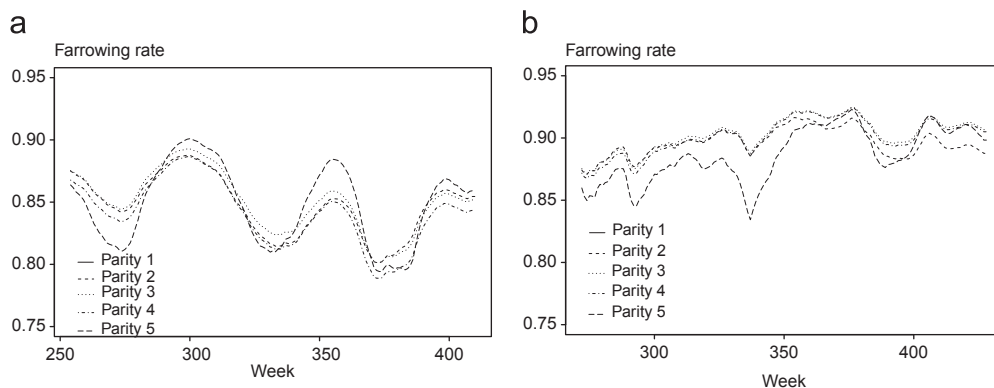 a
Farrowing rate
0.95
0.90
0.85
0.80
0.75
Parity 1
Parity 2
Parity 3
Parity 4
Parity 5
250 300 350 400
Week
b
Farrowing rate
0.95
0.90
0.85
0.80
0.75
Parity 1
Parity 2
Parity 3
Parity 4
Parity 5
300 350 400
Week